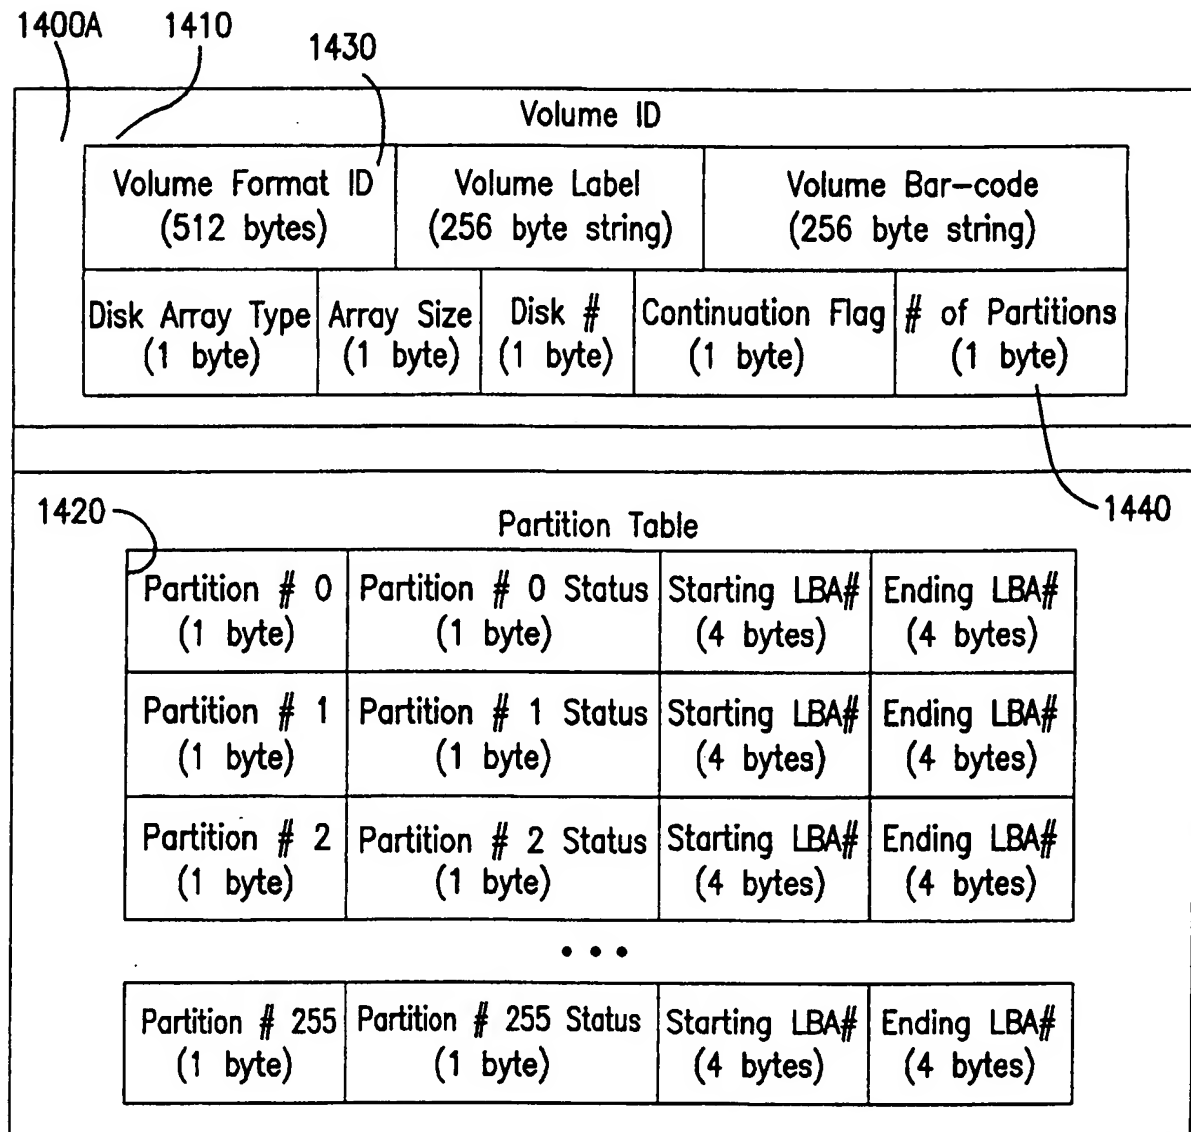 1400A
1410
1430
Volume ID
Volume Format ID
(512 bytes)
Volume Label
(256 byte string)
Volume Bar-code
(256 byte string)
Disk Array Type
(1 byte)
Array Size
(1 byte)
Disk #
(1 byte)
Continuation Flag
(1 byte)
# of Partitions
(1 byte)
1440
1420
Partition Table
Partition # 0
(1 byte)
Partition # 0 Status
(1 byte)
Starting LBA#
(4 bytes)
Ending LBA#
(4 bytes)
Partition # 1
(1 byte)
Partition # 1 Status
(1 byte)
Starting LBA#
(4 bytes)
Ending LBA#
(4 bytes)
Partition # 2
(1 byte)
Partition # 2 Status
(1 byte)
Starting LBA#
(4 bytes)
Ending LBA#
(4 bytes)
• • •
Partition # 255
(1 byte)
Partition # 255 Status
(1 byte)
Starting LBA#
(4 bytes)
Ending LBA#
(4 bytes)